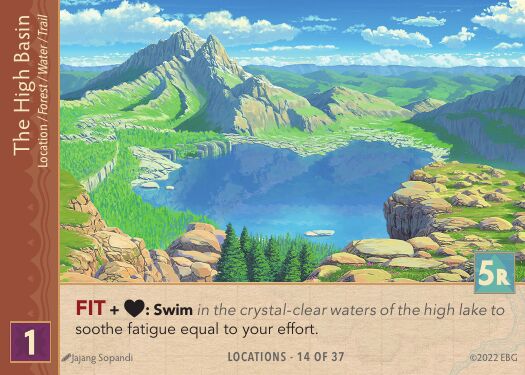 The High Basin
Location / Forest / Water / Trail
5R
FIT + ♥: Swim in the crystal-clear waters of the high lake to
soothe fatigue equal to your effort.
1
Jajang Sopandi
LOCATIONS - 14 OF 37
©2022 EBG